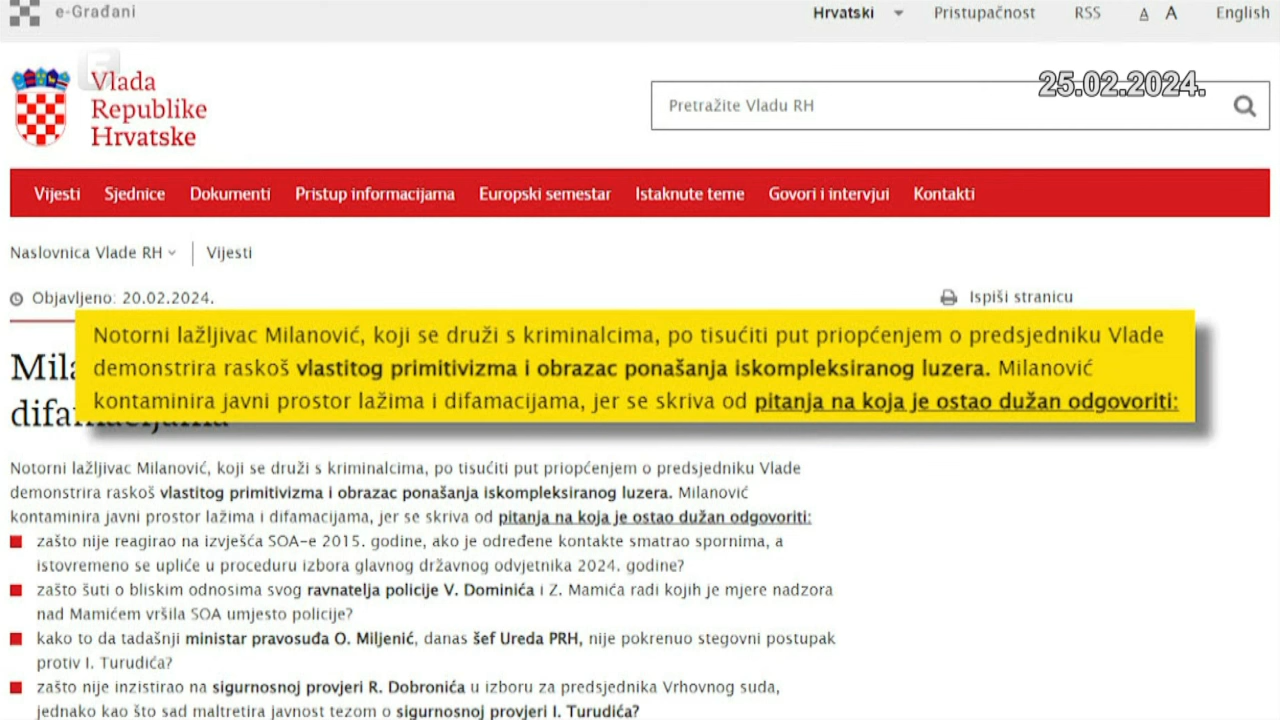 e-Građani
Hrvatski
Pristupačnost
RSS
A A
English
Vlada
Republike
Hrvatske
25.02.2024.
Pretražite Vladu RH
Vijesti Sjednice Dokumenti Pristup informacijama Europski semestar Istaknute teme Govori i intervjui Kontakti
Naslovnica Vlade RH
Vijesti
Objavljeno: 20.02.2024.
Ispiši stranicu
Notorni lažljivac Milanović, koji se druži s kriminalcima, po tisućiti put priopćenjem o predsjedniku Vlade
demonstrira raskoš vlastitog primitivizma i obrazac ponašanja iskompleksiranog luzera. Milanović
kontaminira javni prostor lažima i difamacijama, jer se skriva od pitanja na koja je ostao dužan odgovoriti:
Notorni lažljivac Milanović, koji se druži s kriminalcima, po tisućiti put priopćenjem o predsjedniku Vlade
demonstrira raskoš vlastitog primitivizma i obrazac ponašanja iskompleksiranog luzera. Milanović
kontaminira javni prostor lažima i difamacijama, jer se skriva od pitanja na koja je ostao dužan odgovoriti:
zašto nije reagirao na izvješća SOA-e 2015. godine, ako je određene kontakte smatrao spornima, a
istovremeno se upliće u proceduru izbora glavnog državnog odvjetnika 2024. godine?
zašto šuti o bliskim odnosima svog ravnatelja policije V. Dominića i Z. Mamića radi kojih je mjere nadzora
nad Mamićem vršila SOA umjesto policije?
kako to da tadašnji ministar pravosuđa O. Miljenić, danas šef Ureda PRH, nije pokrenuo stegovni postupak
protiv I. Turudića?
zašto nije inzistirao na sigurnosnoj provjeri R. Dobronića u izboru za predsjednika Vrhovnog suda,
jednako kao što sad maltretira javnost tezom o sigurnosnoj provjeri I. Turudića?